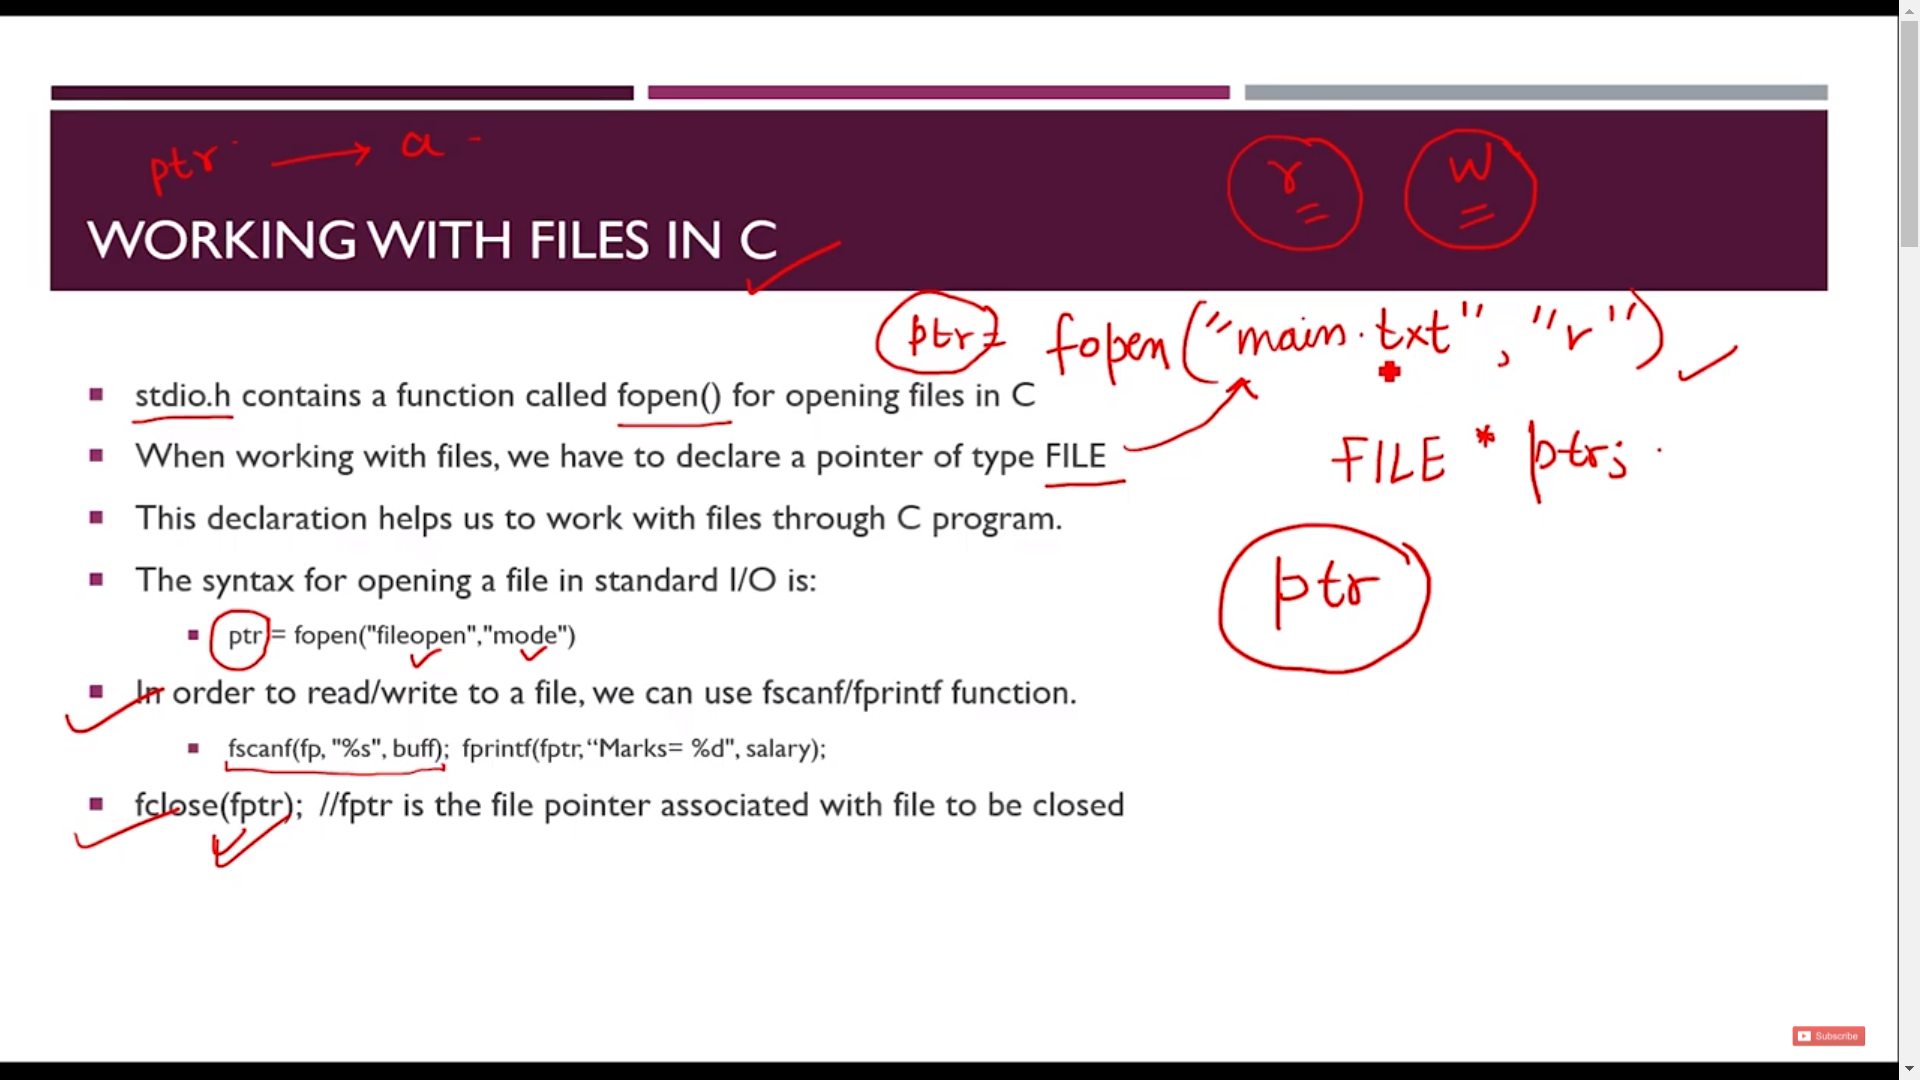 ptr → a
r w
WORKING WITH FILES IN C
ptr = fopen("main.txt", "r")
stdio.h contains a function called fopen() for opening files in C
When working with files, we have to declare a pointer of type FILE
FILE * ptr;
This declaration helps us to work with files through C program.
The syntax for opening a file in standard I/O is:
ptr
ptr = fopen("fileopen","mode")
In order to read/write to a file, we can use fscanf/fprintf function.
fscanf(fp, "%s", buff); fprintf(fptr,“Marks= %d", salary);
fclose(fptr); //fptr is the file pointer associated with file to be closed
Subscribe